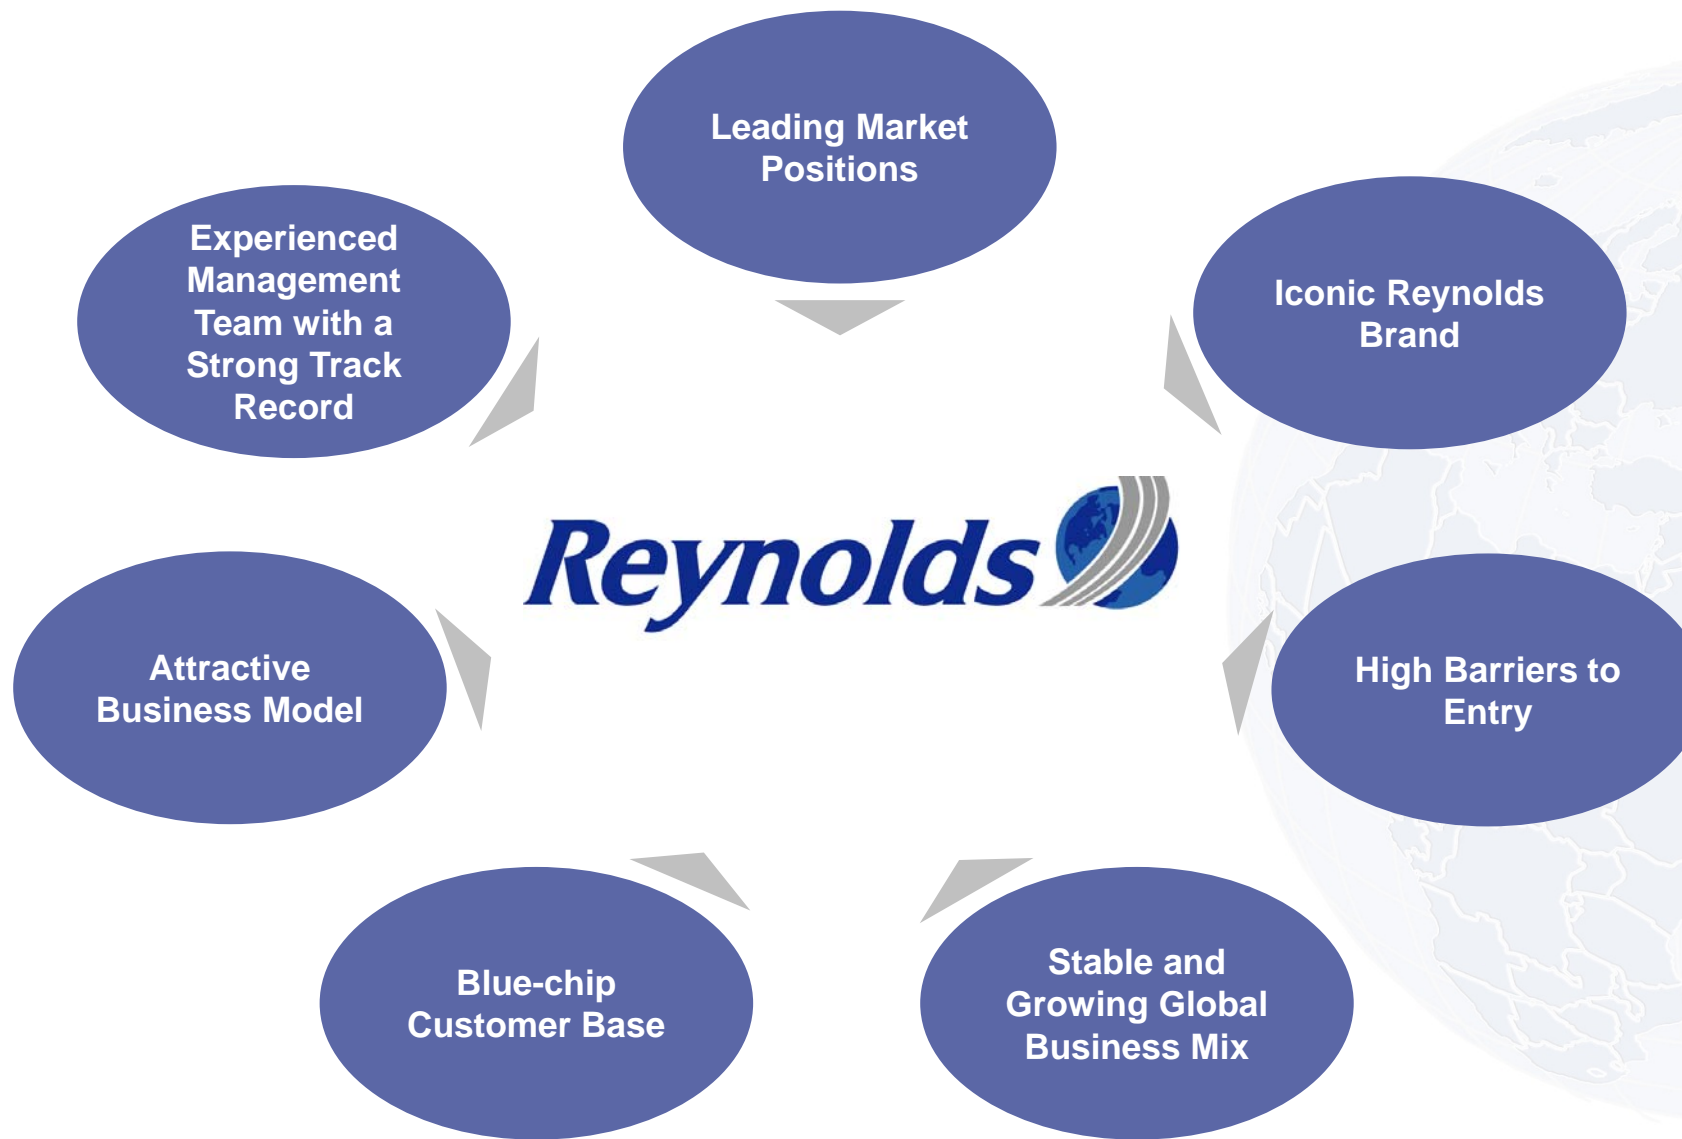 Leading Market
Positions
Iconic Reynolds
Brand
High Barriers to
Entry
Stable and
Growing Global
Business Mix
Blue-chip
Customer Base
Attractive
Business Model
Experienced
Management
Team with a
Strong Track
Record
Reynolds